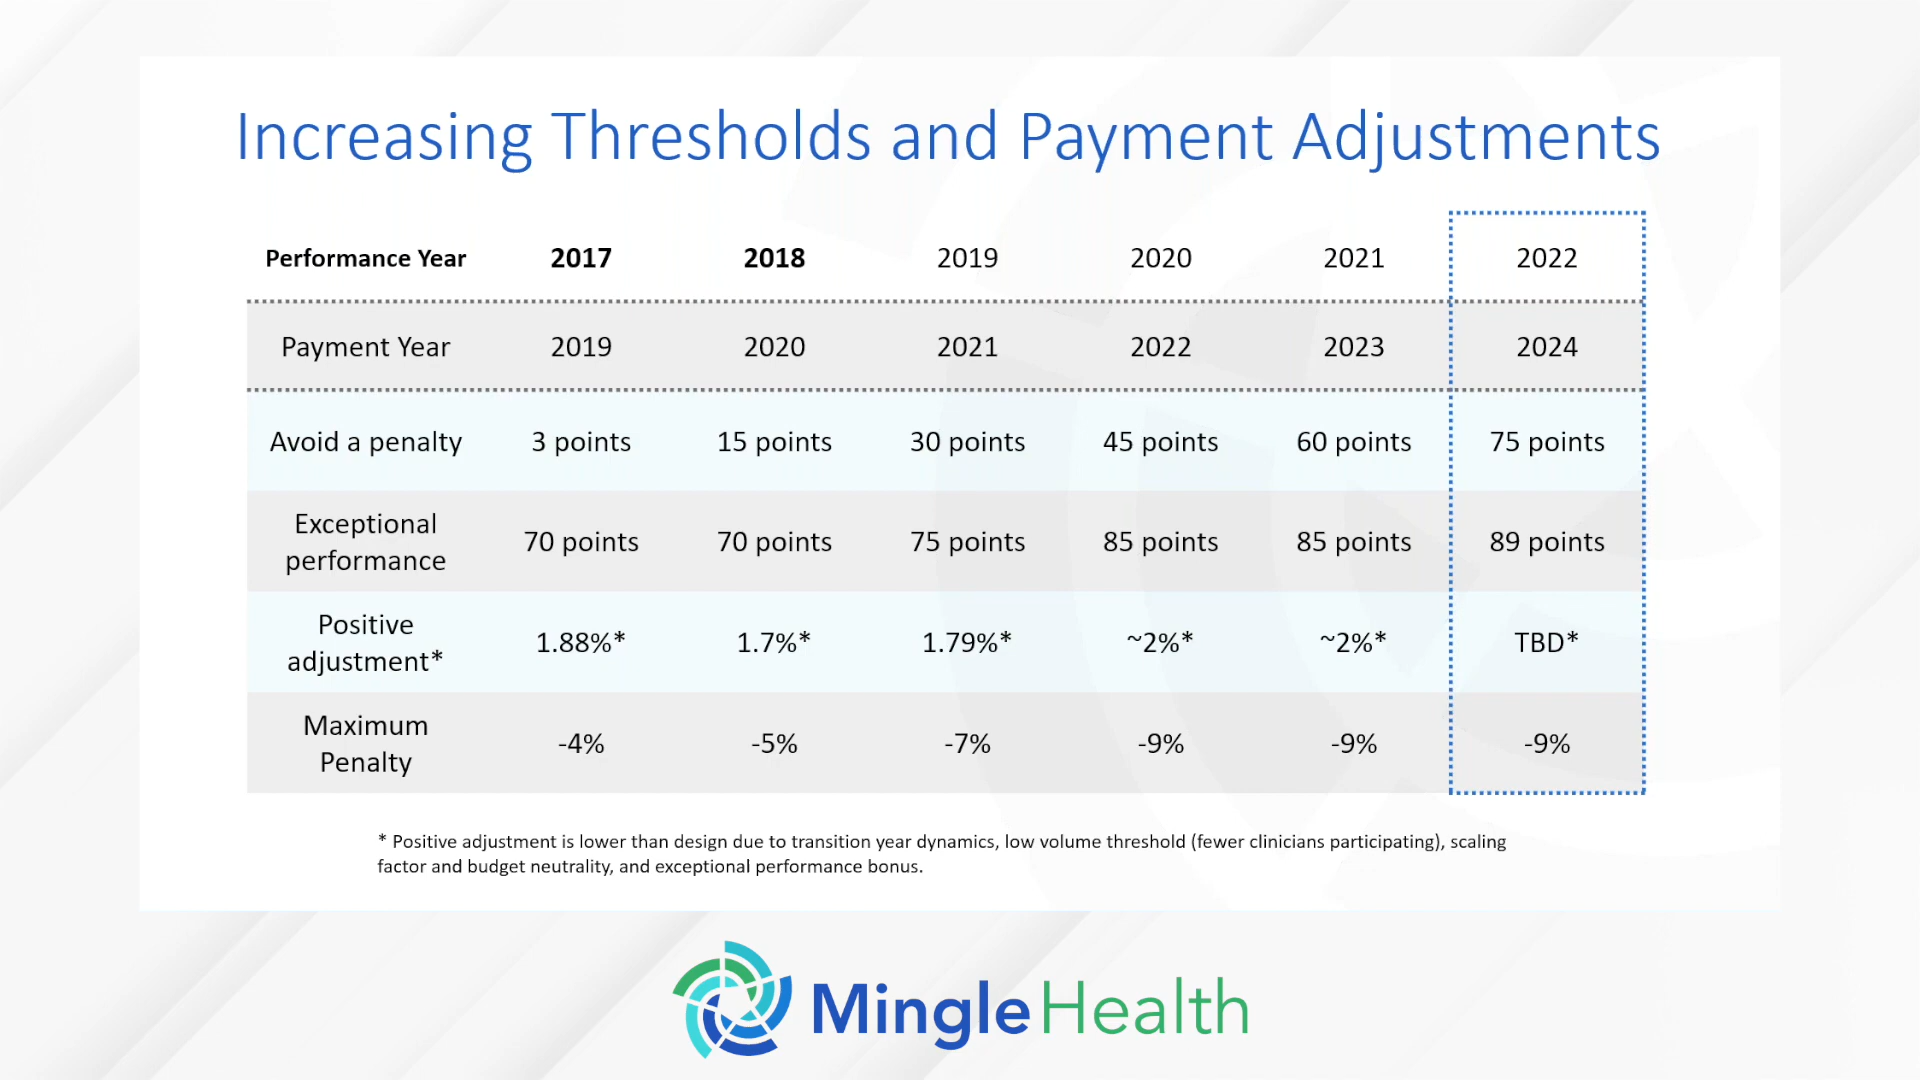 Increasing Thresholds and Payment Adjustments
Performance Year 2017 2018 2019 2020 2021 2022
Payment Year 2019 2020 2021 2022 2023 2024
Avoid a penalty 3 points 15 points 30 points 45 points 60 points 75 points
Exceptional
performance 70 points 70 points 75 points 85 points 85 points 89 points
Positive
adjustment* 1.88%* 1.7%* 1.79%* ~2%* ~2%* TBD*
Maximum
Penalty -4% -5% -7% -9% -9% -9%
* Positive adjustment is lower than design due to transition year dynamics, low volume threshold (fewer clinicians participating), scaling
factor and budget neutrality, and exceptional performance bonus.
MingleHealth